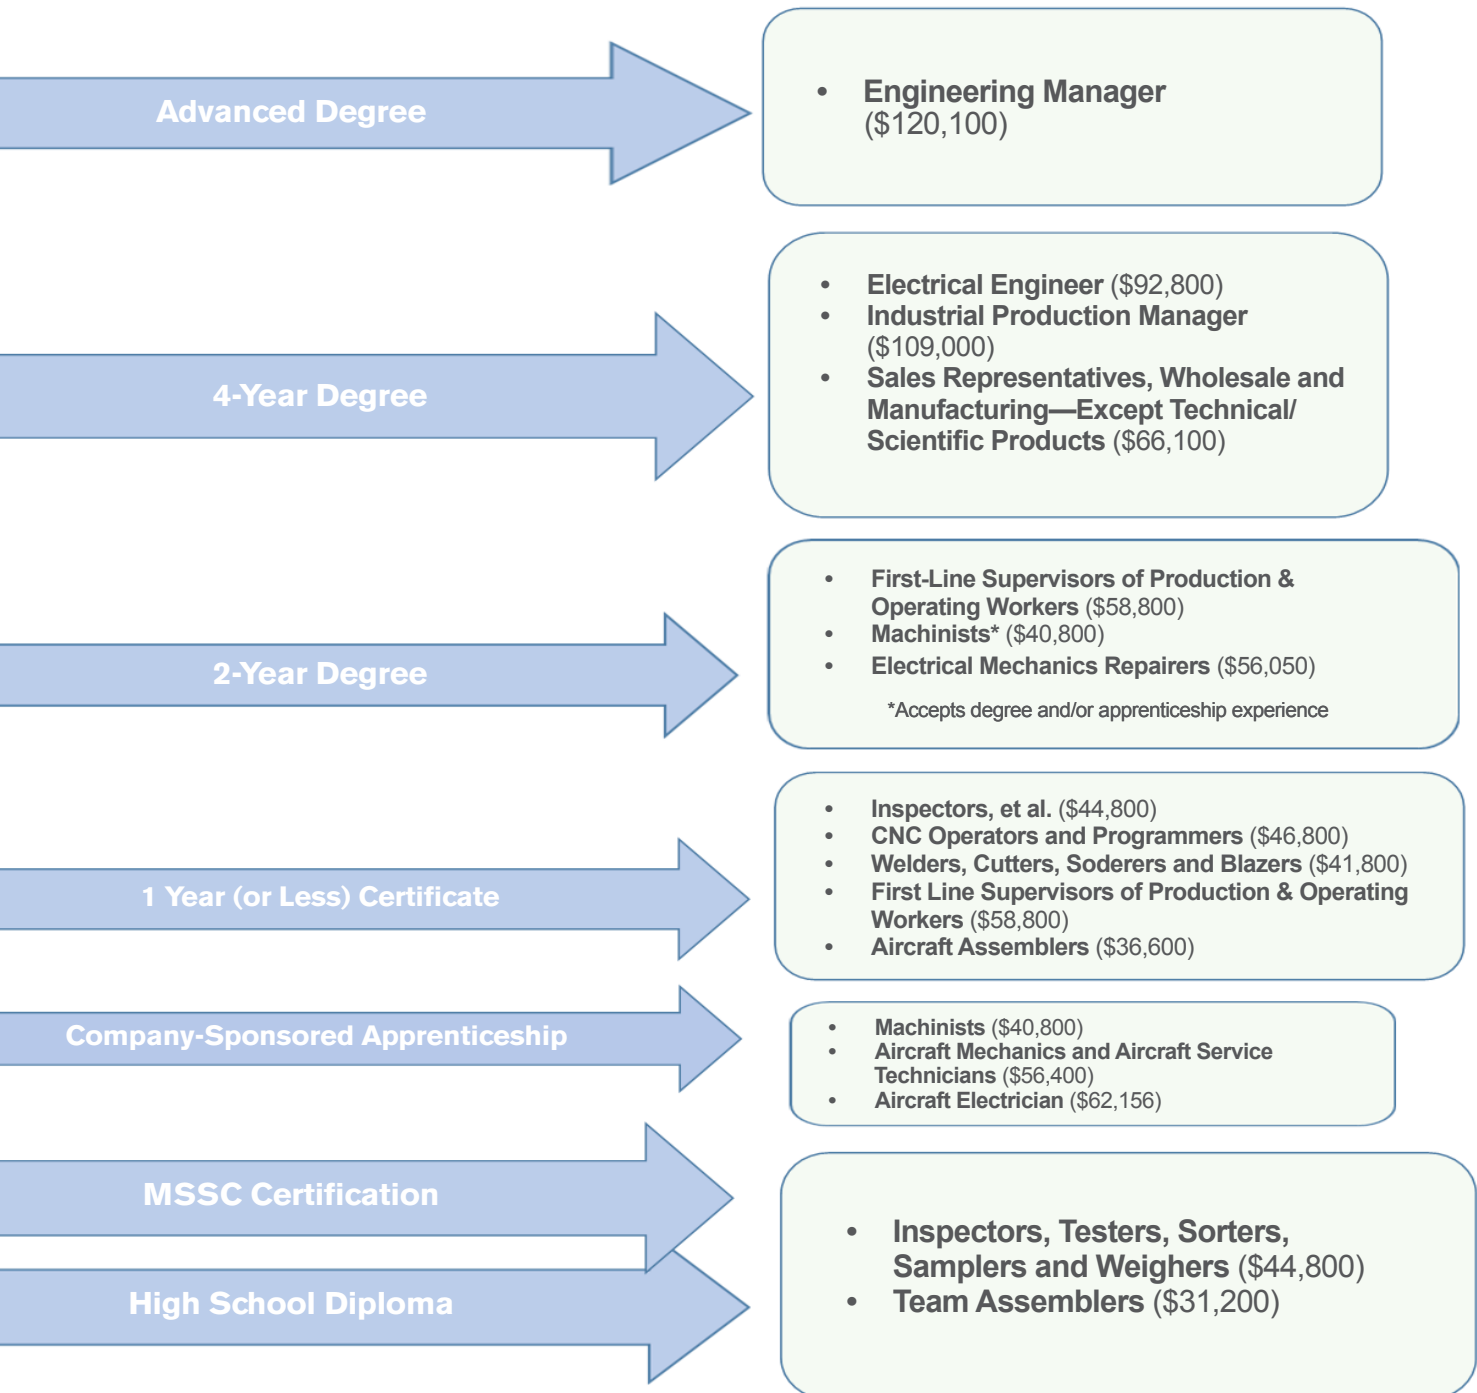 Advanced Degree
• Engineering Manager
($120,100)
4-Year Degree
• Electrical Engineer ($92,800)
• Industrial Production Manager
($109,000)
• Sales Representatives, Wholesale and
Manufacturing—Except Technical/
Scientific Products ($66,100)
2-Year Degree
• First-Line Supervisors of Production &
Operating Workers ($58,800)
• Machinists* ($40,800)
• Electrical Mechanics Repairers ($56,050)
*Accepts degree and/or apprenticeship experience
1 Year (or Less) Certificate
• Inspectors, et al. ($44,800)
• CNC Operators and Programmers ($46,800)
• Welders, Cutters, Soderers and Blazers ($41,800)
• First Line Supervisors of Production & Operating
Workers ($58,800)
• Aircraft Assemblers ($36,600)
Company-Sponsored Apprenticeship
• Machinists ($40,800)
• Aircraft Mechanics and Aircraft Service
Technicians ($56,400)
• Aircraft Electrician ($62,156)
MSSC Certification
High School Diploma
• Inspectors, Testers, Sorters,
Samplers and Weighers ($44,800)
• Team Assemblers ($31,200)